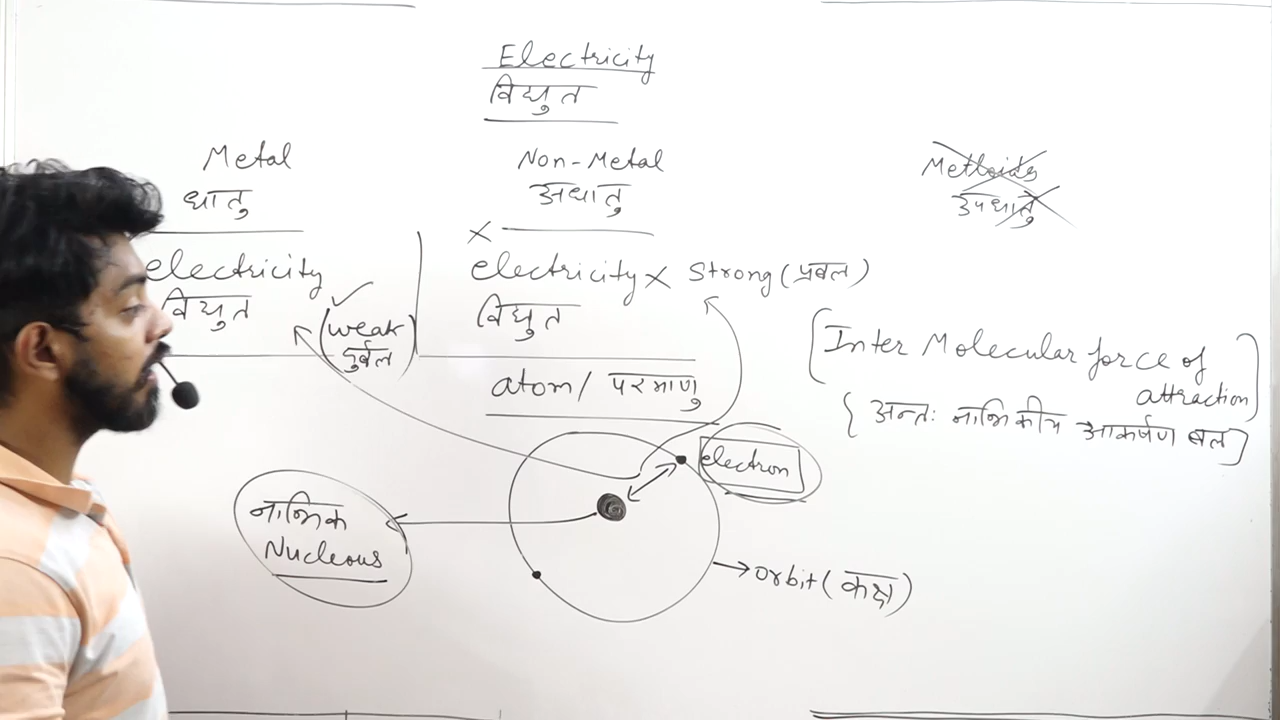 Electricity
विद्युत
Metal
धातु
Non-Metal
अधातु
Metloids
उपधातु
electricity
विद्युत
(weak
दुर्बल)
electricity × Strong (प्रबल)
विद्युत
[Inter Molecular force of
attraction]
{अन्तः नाभिकीय आकर्षण बल]
atom / परमाणु
electron
नाभिक
Nucleous
orbit (कक्ष)